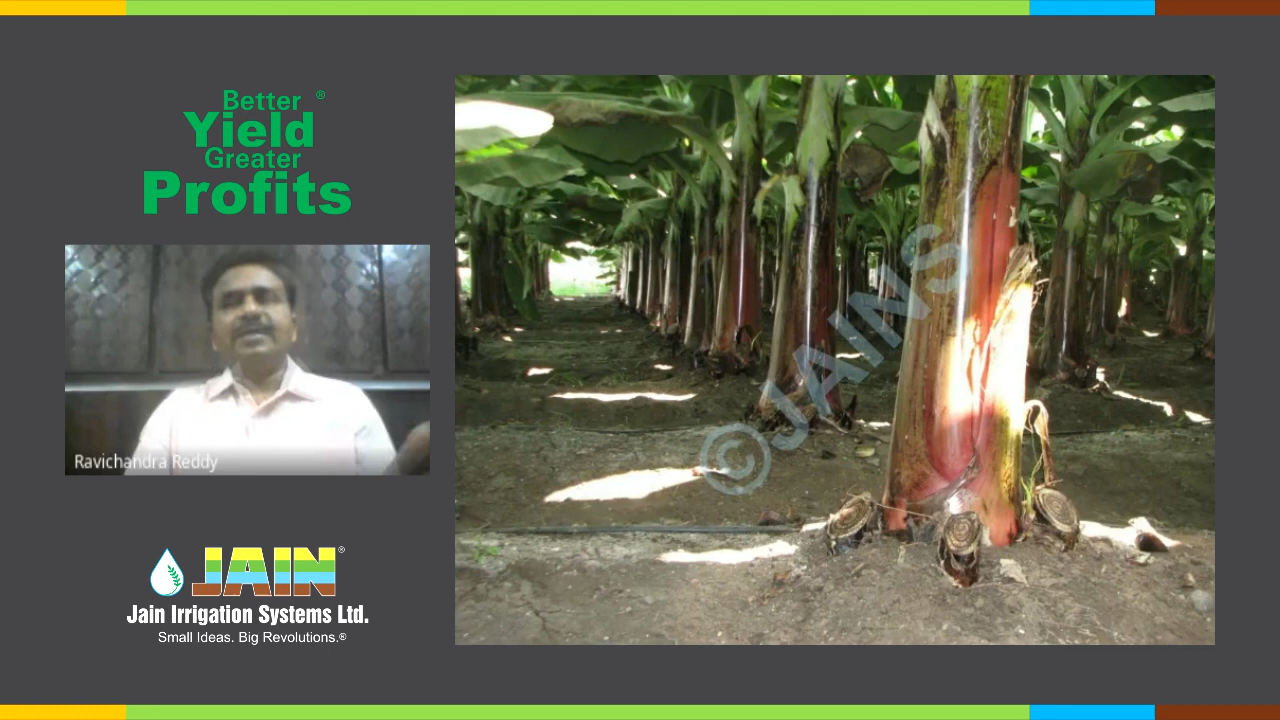 Better ®
Yield
Greater
Profits
Ravichandra Reddy
JAIN®
Jain Irrigation Systems Ltd.
Small Ideas. Big Revolutions.®
©JAINS